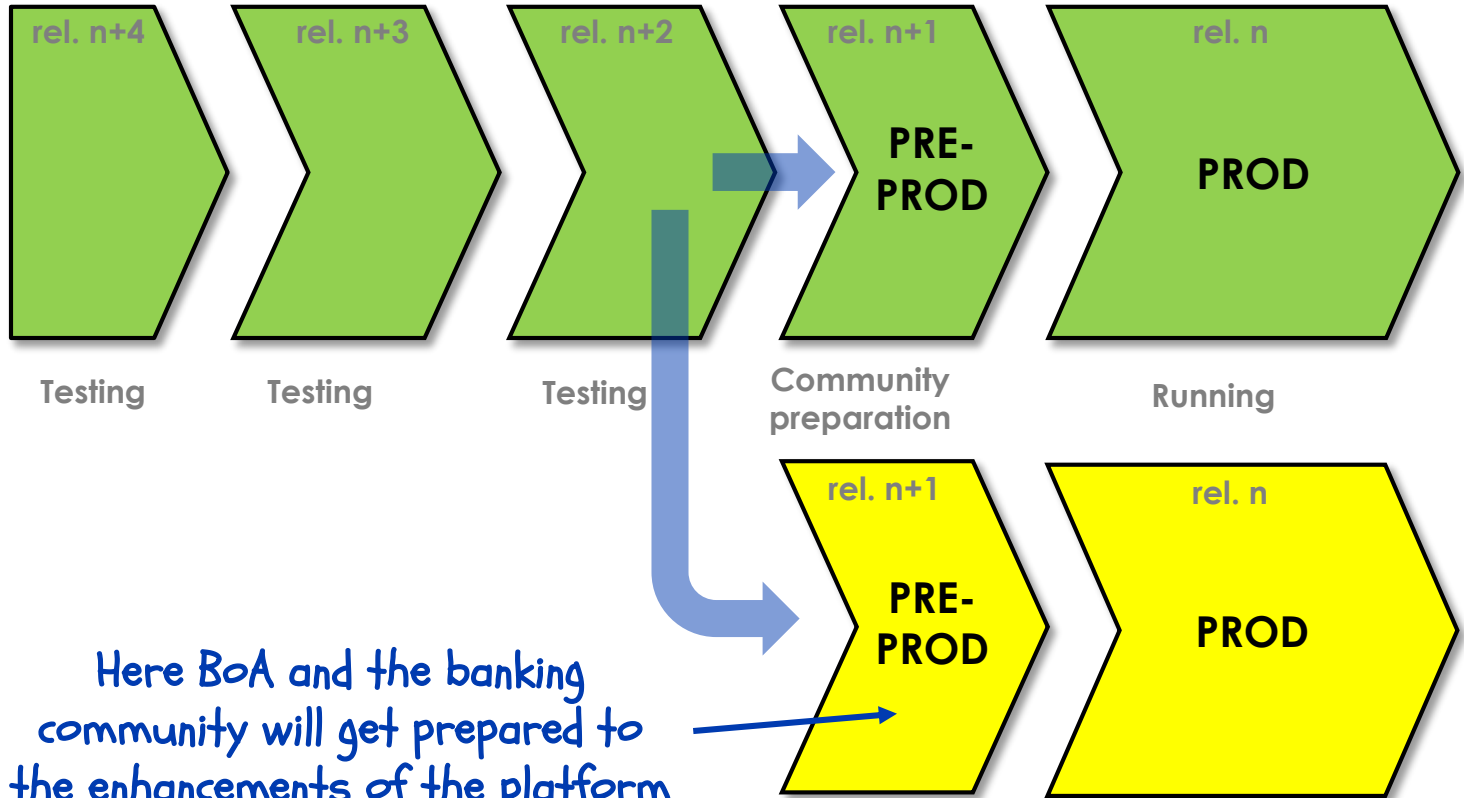 rel. n+4
rel. n+3
rel. n+2
rel. n+1
rel. n
PRE-
PROD
PROD
Testing
Testing
Testing
Community
preparation
Running
rel. n+1
rel. n
PRE-
PROD
PROD
Here BoA and the banking
community will get prepared to
the enhancements of the platform